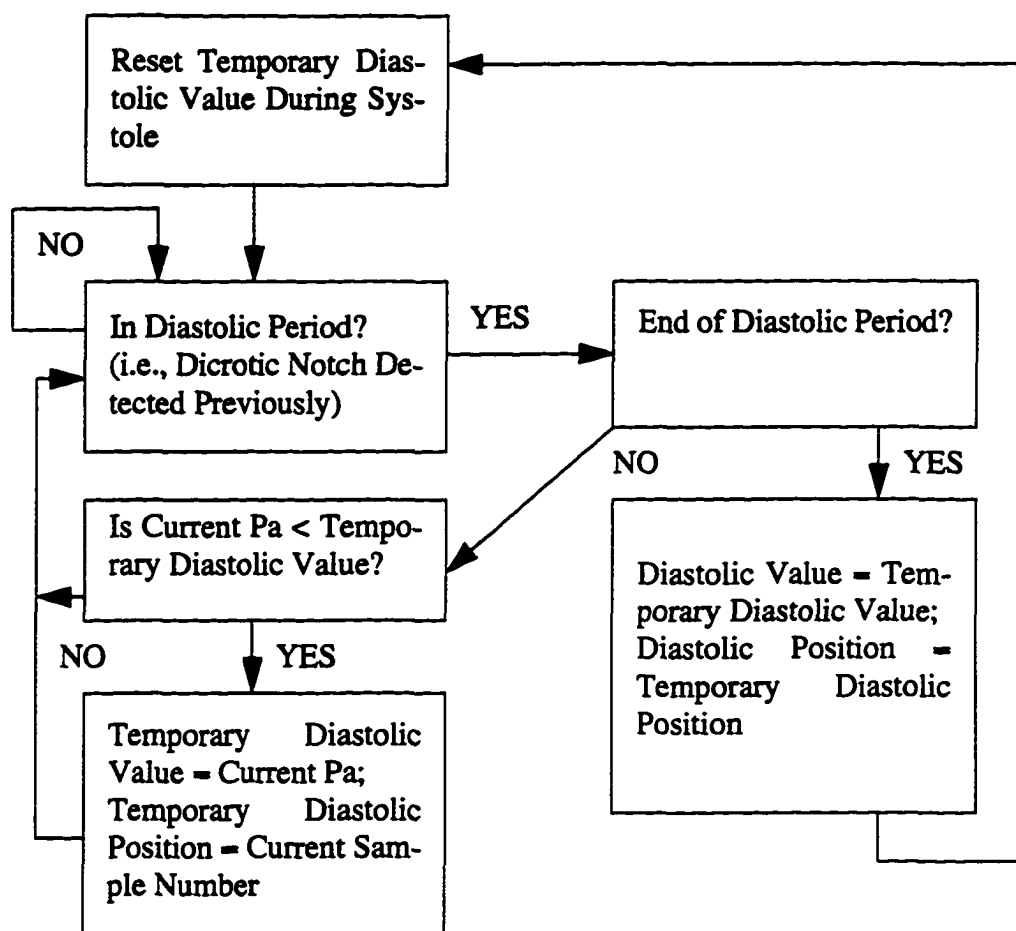 Reset Temporary Dias-
tolic Value During Sys-
tole
NO
In Diastolic Period?
(i.e., Dicrotic Notch De-
tected Previously)
YES
End of Diastolic Period?
NO
YES
Is Current Pa < Tempo-
rary Diastolic Value?
NO
YES
Diastolic Value = Tem-
porary Diastolic Value;
Diastolic Position =
Temporary Diastolic
Position
Temporary Diastolic
Value = Current Pa;
Temporary Diastolic
Position = Current Sam-
ple Number